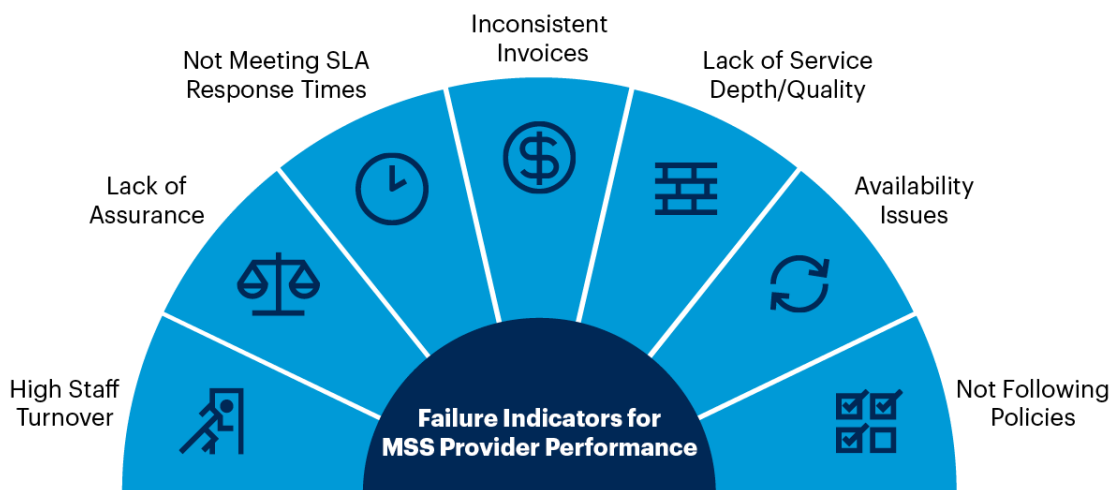 Inconsistent
Invoices
Not Meeting SLA
Response Times
Lack of Service
Depth/Quality
Lack of
Assurance
Availability
Issues
High Staff
Turnover
Not Following
Policies
Failure Indicators for
MSS Provider Performance